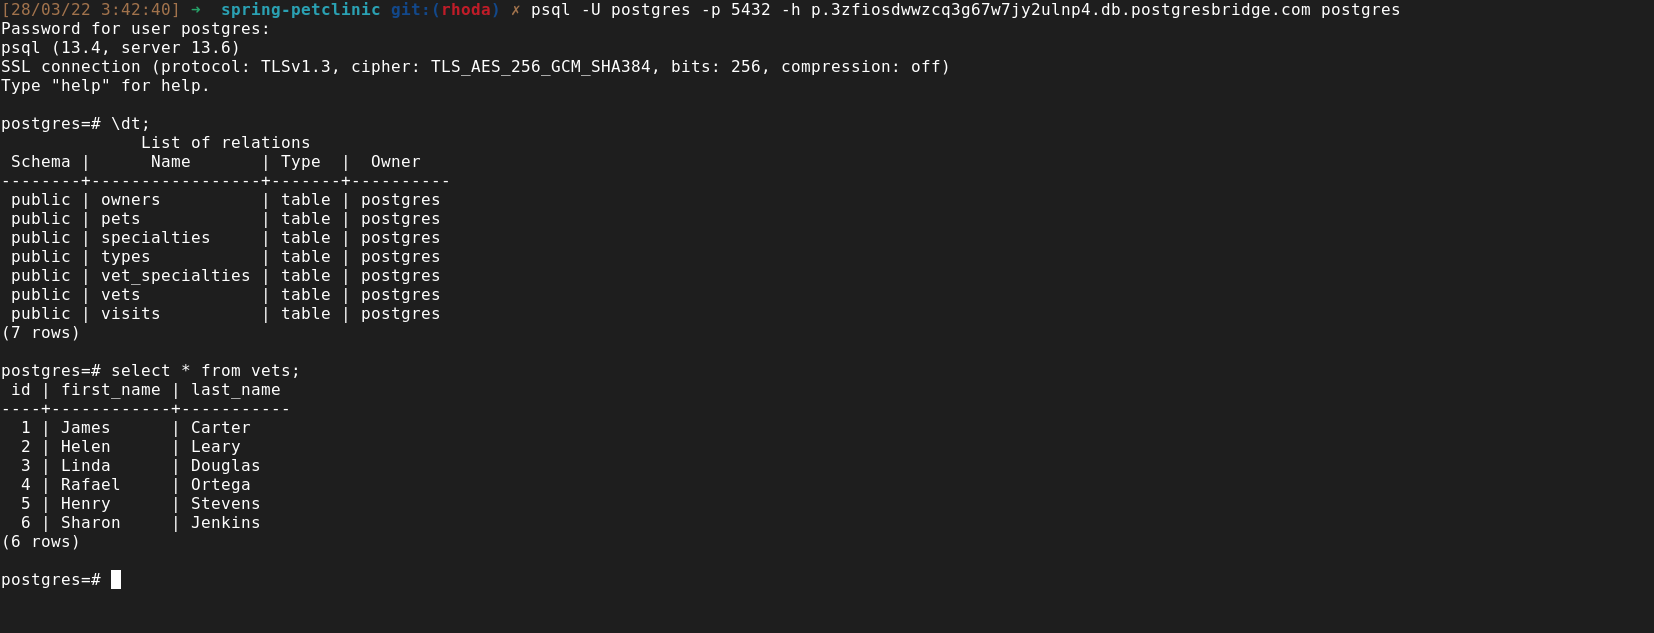 [28/03/22 3:42:40] ➜  spring-petclinic git:(rhoda) ✗ psql -U postgres -p 5432 -h p.3zfiosdwwzcq3g67w7jy2ulnp4.db.postgresbridge.com postgres
Password for user postgres:
psql (13.4, server 13.6)
SSL connection (protocol: TLSv1.3, cipher: TLS_AES_256_GCM_SHA384, bits: 256, compression: off)
Type "help" for help.

postgres=# \dt;
              List of relations
 Schema |      Name       | Type  |  Owner
--------+-----------------+-------+----------
 public | owners          | table | postgres
 public | pets            | table | postgres
 public | specialties     | table | postgres
 public | types           | table | postgres
 public | vet_specialties | table | postgres
 public | vets            | table | postgres
 public | visits          | table | postgres
(7 rows)

postgres=# select * from vets;
 id | first_name | last_name
----+------------+-----------
  1 | James      | Carter
  2 | Helen      | Leary
  3 | Linda      | Douglas
  4 | Rafael     | Ortega
  5 | Henry      | Stevens
  6 | Sharon     | Jenkins
(6 rows)

postgres=#